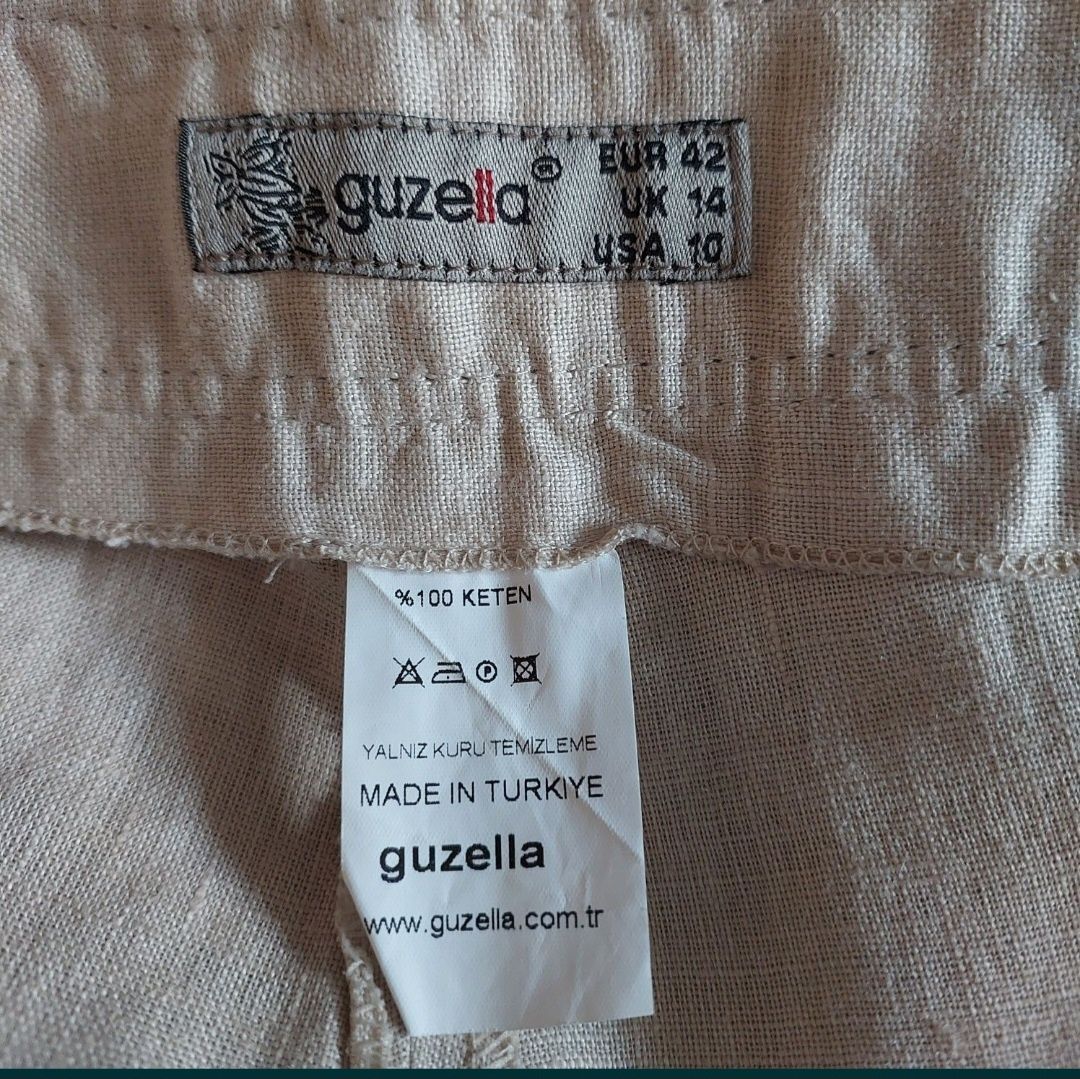 guzella®
EUR 42
UK 14
USA 10
%100 KETEN
P
YALNIZ KURU TEMİZLEME
MADE IN TURKIYE
guzella
www.guzella.com.tr